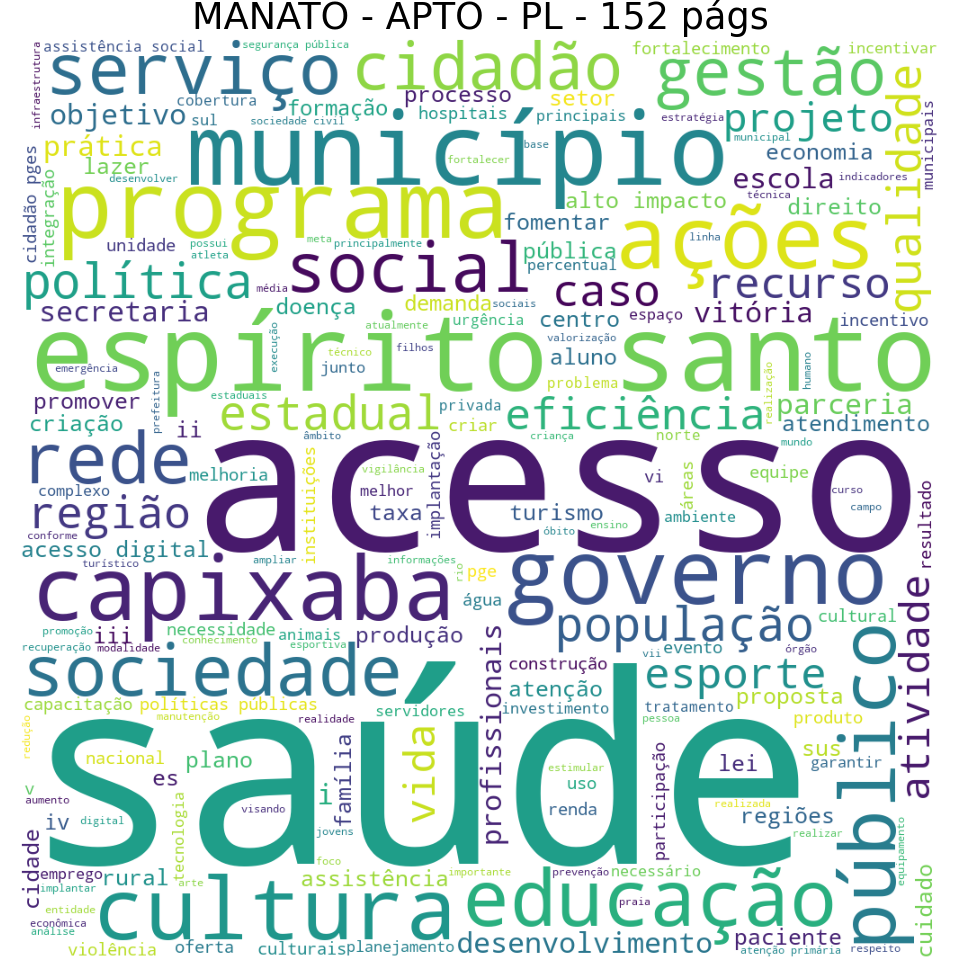 MANATO - APTO - PL - 152 págs
infraestrutura
assistência social
segurança pública
serviço
cidadão
fortalecimento
incentivar
gestão
qualidade
objetivo
cobertura
sul
formação
processo
hospitais
setor
principais
sociedade civil
estratégia
projeto
municipais
prática
município
base
fortalecer
municipal
economia
lazer
desenvolver
escola
indicadores
técnica
cidadão pges
integração
programa
alto impacto
direito
fomentar
ações
unidade
possui
atleta
meta
principalmente
pública
percentual
linha
política
média
social
caso
recurso
secretaria
doença
demanda
sociais
urgência
centro
espaço
vitória
incentivo
atualmente
valorização
execução
espírito santo
técnico
filhos
aluno
emergência
junto
problema
humano
realização
promover
prefeitura
estaduais
estadual
privada
eficiência
parceria
criação
ii
criar
criança
norte
atendimento
âmbito
mundo
rede
acesso
melhoria
instituições
vigilância
implantação
vi
áreas
equipe
complexo
melhor
curso
região
taxa
turismo
ambiente
campo
conforme
óbito
ensino
resultado
acesso digital
turístico
ampliar
informações
capixaba
rio
pge
governo
água
atividade
promoção
iii
necessidade
animais
produção
população
cultural
recuperação
modalidade
conhecimento
esportiva
profissionais
vii
evento
órgão
sociedade
construção
esporte
público
atenção
capacitação
políticas públicas
servidores
investimento
tratamento
proposta
redução
manutenção
realidade
pessoa
produto
saúde
nacional
plano
família
vida
participação
sus
es
estimular
lei
garantir
v
i
uso
aumento
visando
tecnologia
renda
realizada
regiões
iv
digital
jovens
realizar
equipamento
cidade
foco
emprego
rural
assistência
importante
prevenção
necessário
cuidado
implantar
arte
educação
entidade
cultura
praia
econômica
análise
desenvolvimento
paciente
violência
oferta
culturais
planejamento
atenção primária
respeito